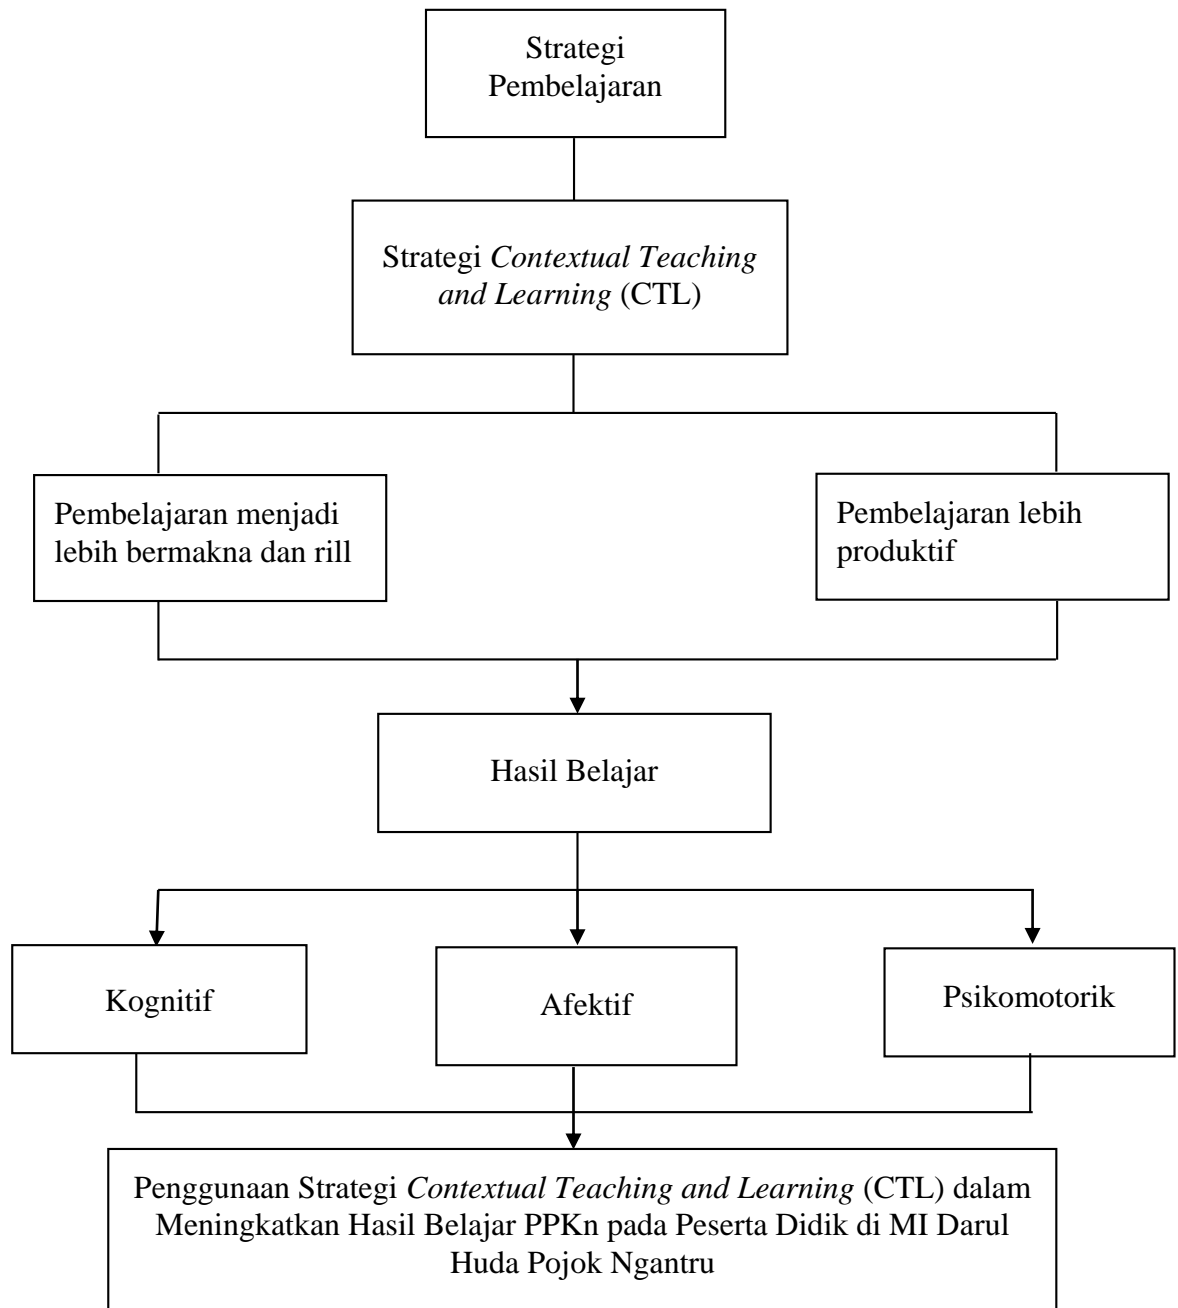 Strategi
Pembelajaran
Strategi Contextual Teaching
and Learning (CTL)
Pembelajaran menjadi
lebih bermakna dan rill
Pembelajaran lebih
produktif
Hasil Belajar
Kognitif
Afektif
Psikomotorik
Penggunaan Strategi Contextual Teaching and Learning (CTL) dalam
Meningkatkan Hasil Belajar PPKn pada Peserta Didik di MI Darul
Huda Pojok Ngantru